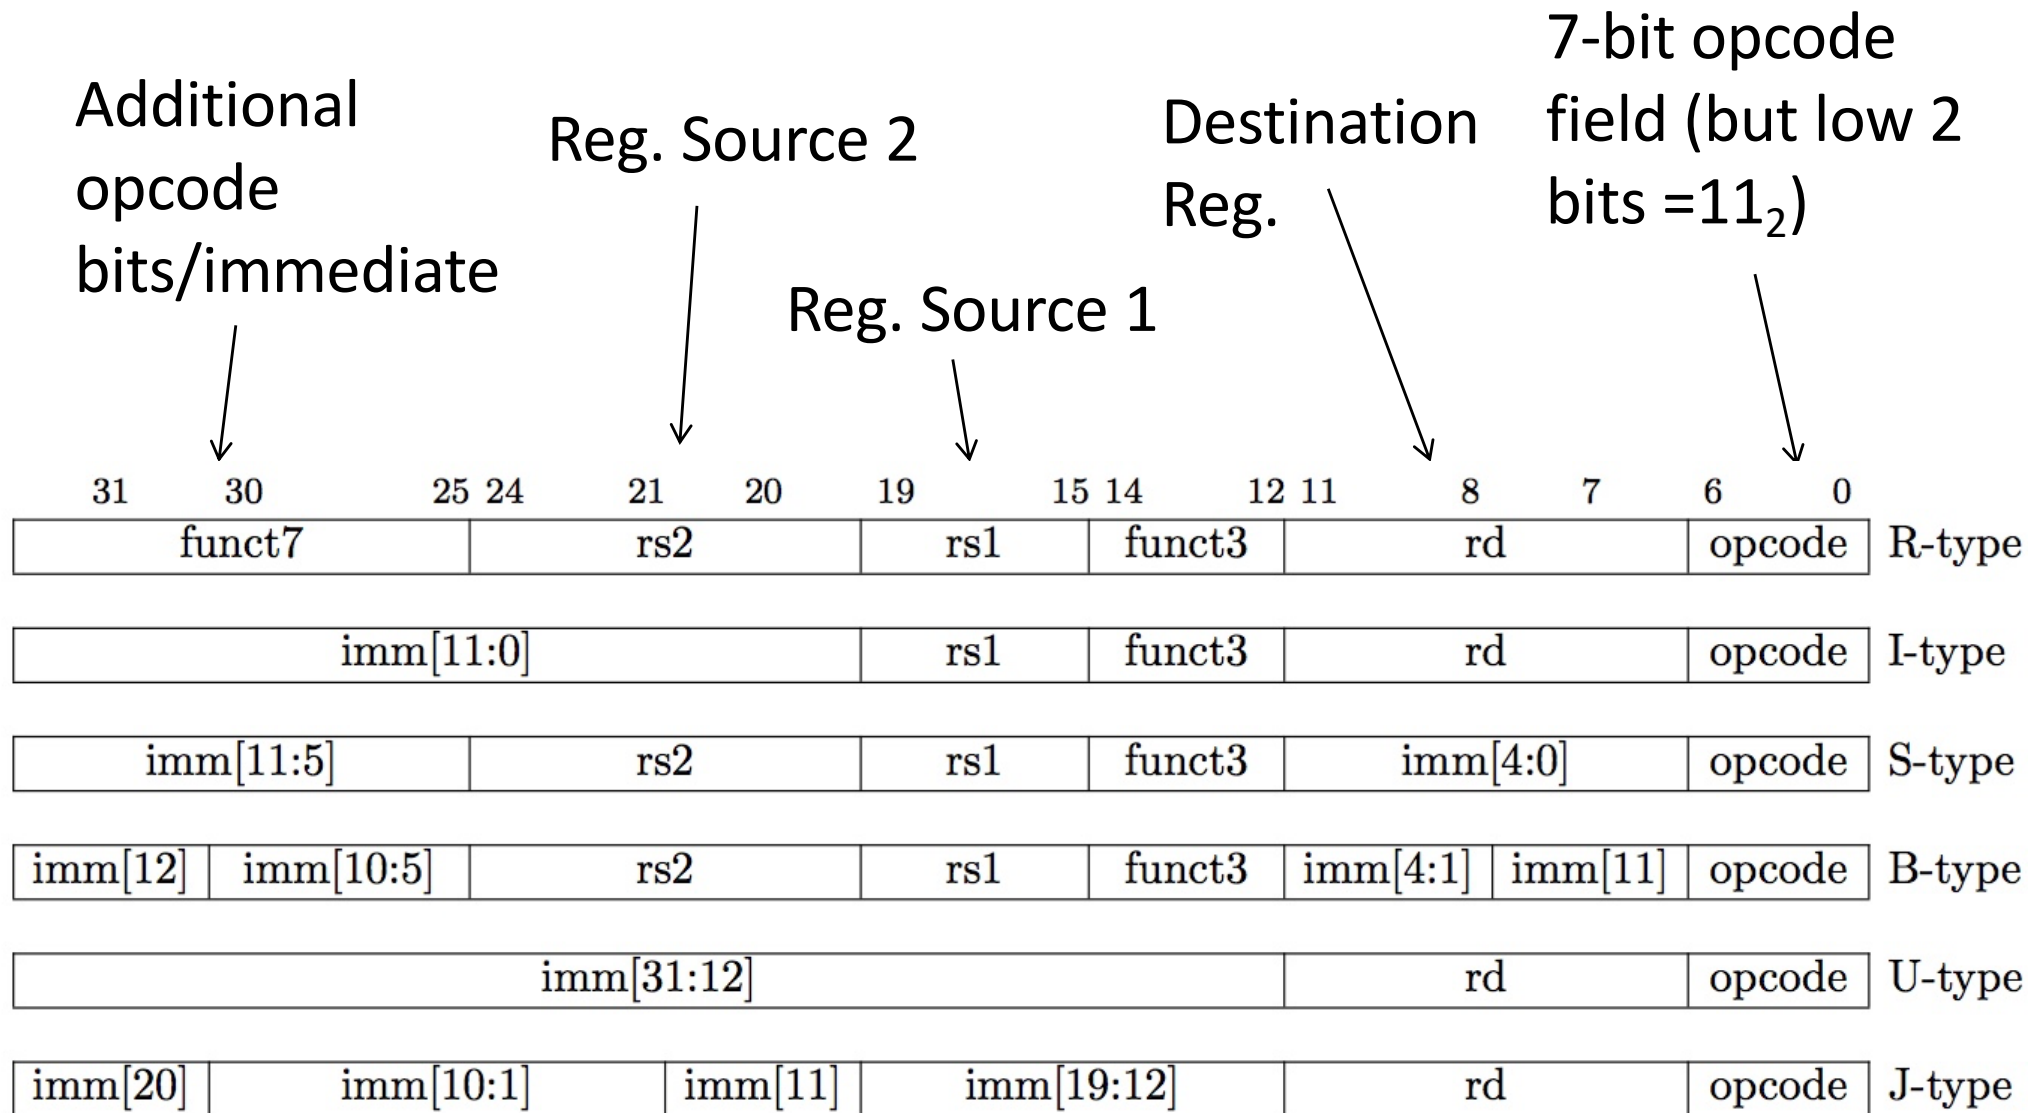 Additional
opcode
bits/immediate
Reg. Source 2
Reg. Source 1
Destination
Reg.
7-bit opcode
field (but low 2
bits =11₂)
31 30 25 24 21 20 19 15 14 12 11 8 7 6 0
funct7 rs2 rs1 funct3 rd opcode R-type
imm[11:0] rs1 funct3 rd opcode I-type
imm[11:5] rs2 rs1 funct3 imm[4:0] opcode S-type
imm[12] imm[10:5] rs2 rs1 funct3 imm[4:1] imm[11] opcode B-type
imm[31:12] rd opcode U-type
imm[20] imm[10:1] imm[11] imm[19:12] rd opcode J-type